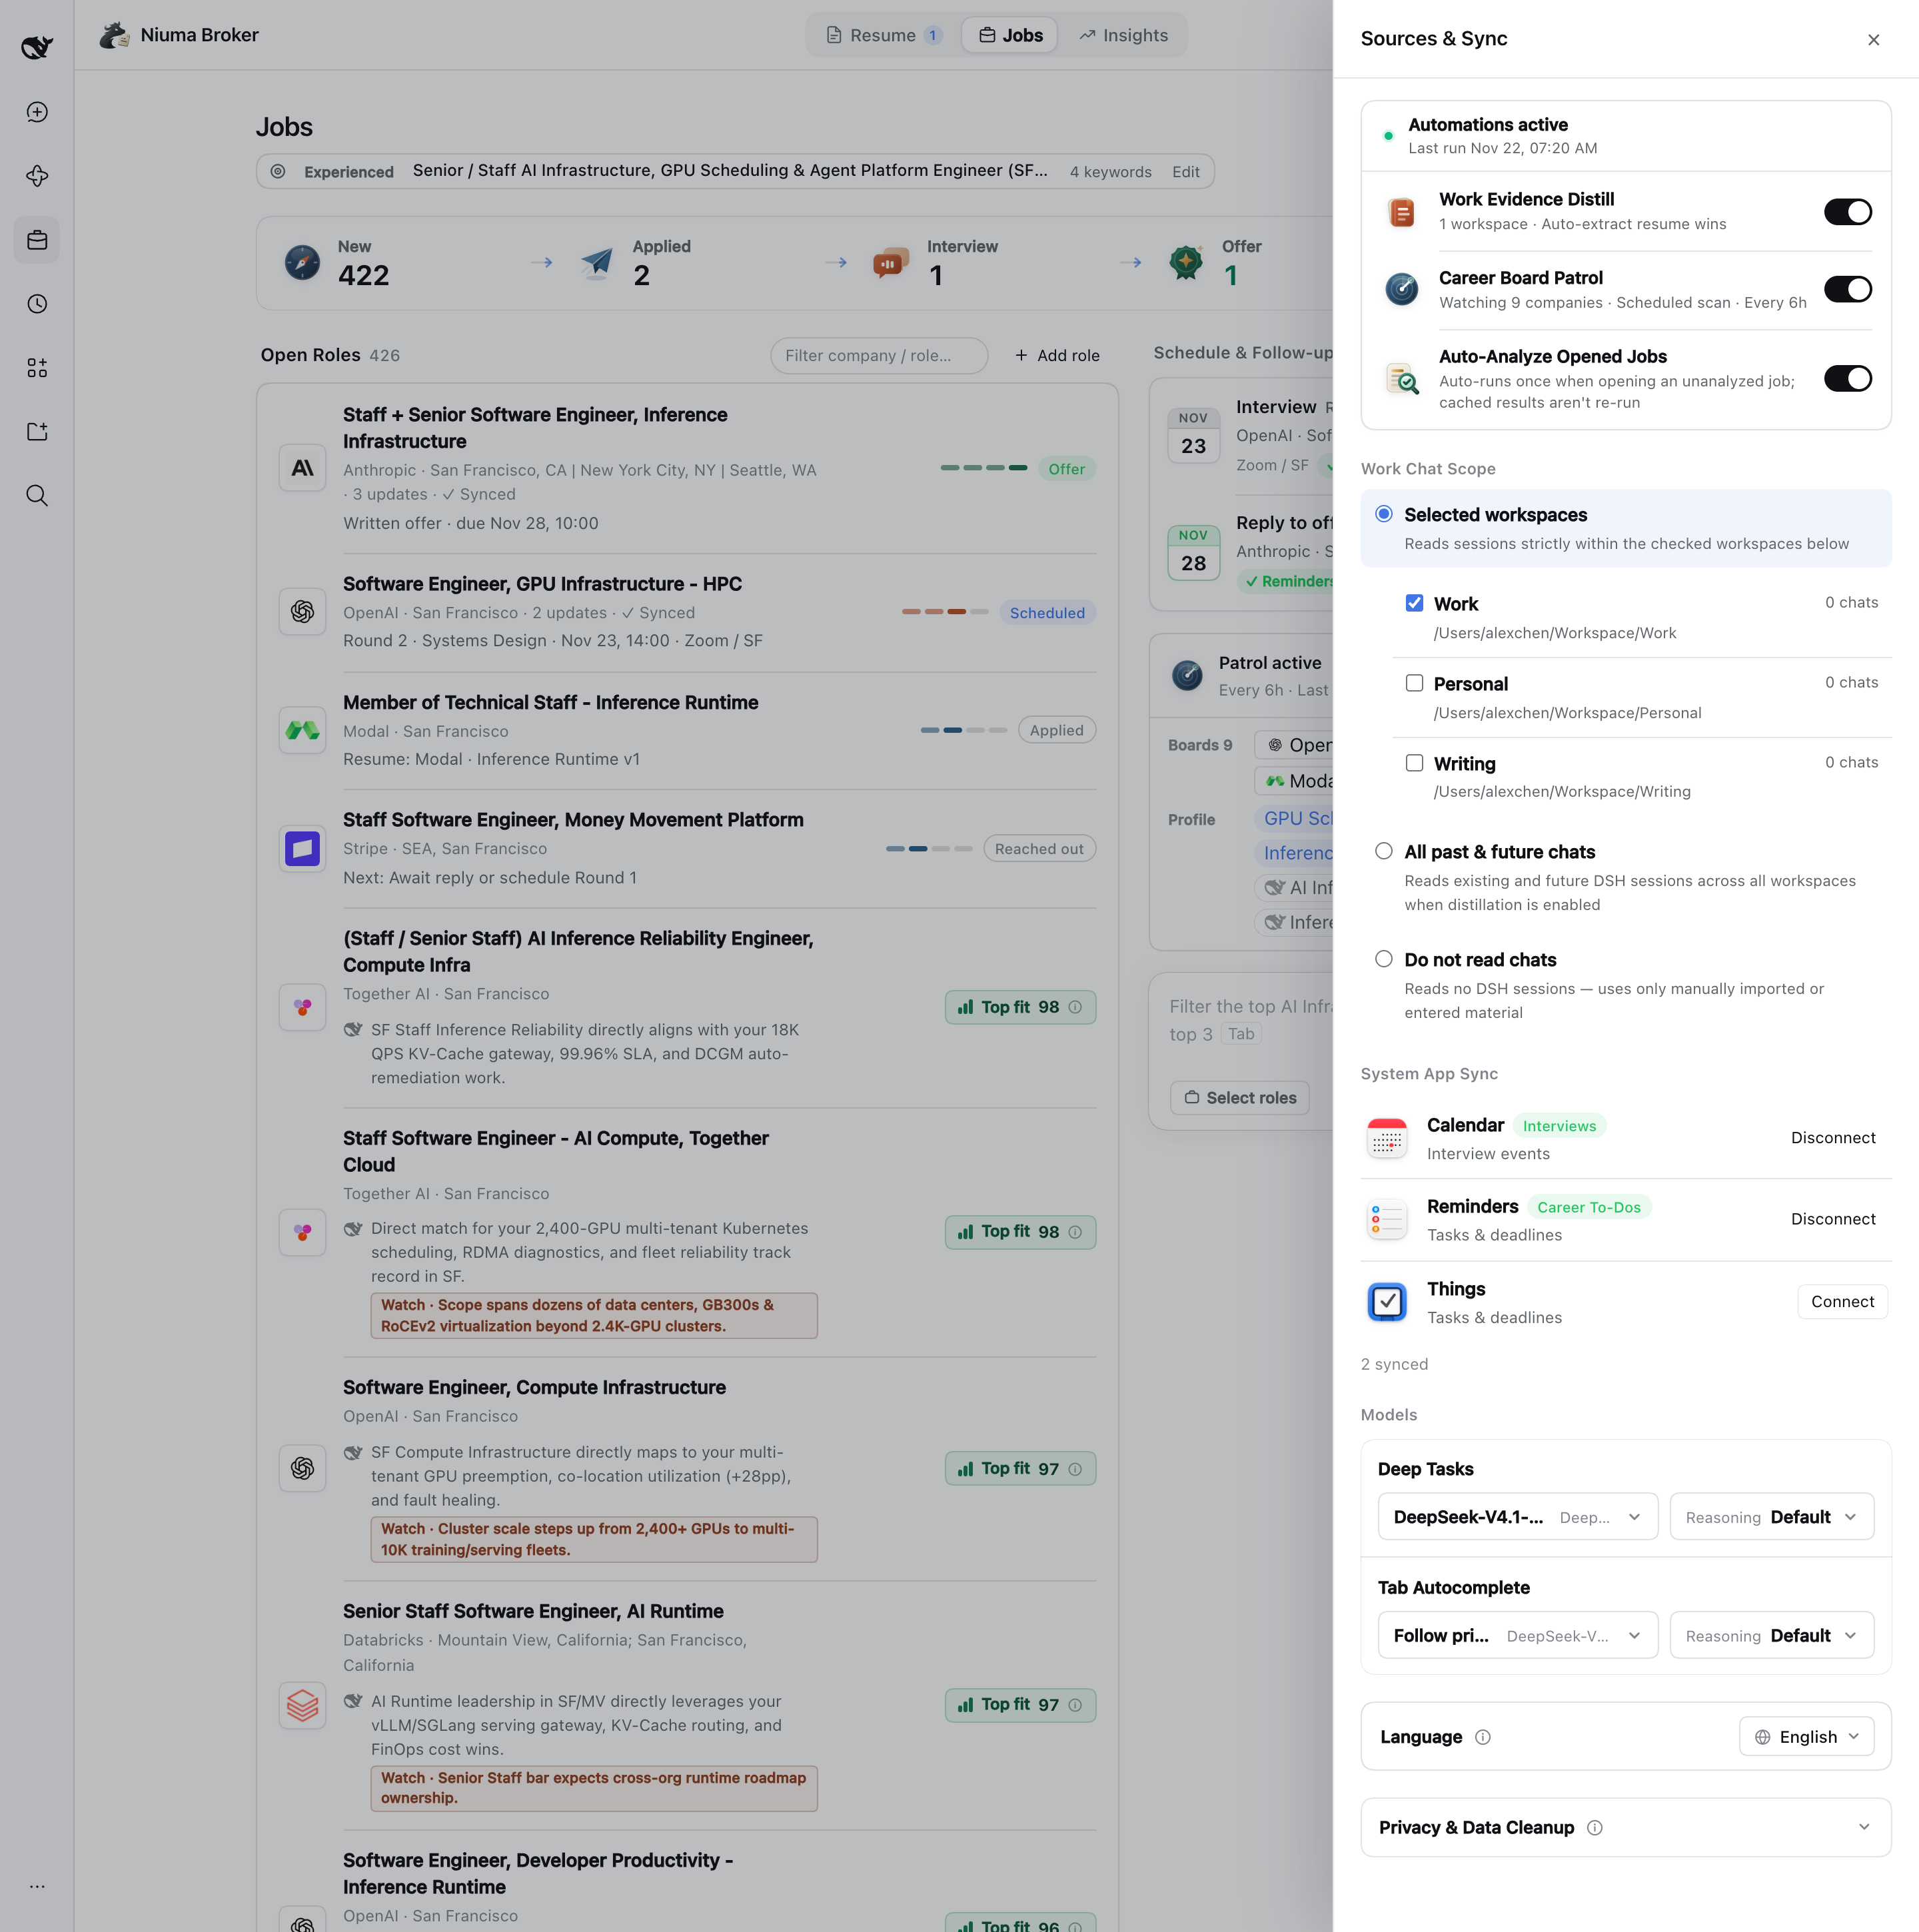 Niuma Broker
Resume 1
Jobs
Insights
Jobs
Experienced Senior / Staff AI Infrastructure, GPU Scheduling & Agent Platform Engineer (SF... 4 keywords Edit
New
422
Applied
2
Interview
1
Offer
1
Open Roles 426
Filter company / role...
+ Add role
Staff + Senior Software Engineer, Inference
Infrastructure
Anthropic · San Francisco, CA | New York City, NY | Seattle, WA
· 3 updates · ✓ Synced
Written offer · due Nov 28, 10:00
Offer
Software Engineer, GPU Infrastructure - HPC
OpenAI · San Francisco · 2 updates · ✓ Synced
Round 2 · Systems Design · Nov 23, 14:00 · Zoom / SF
Scheduled
Member of Technical Staff - Inference Runtime
Modal · San Francisco
Resume: Modal · Inference Runtime v1
Applied
Staff Software Engineer, Money Movement Platform
Stripe · SEA, San Francisco
Next: Await reply or schedule Round 1
Reached out
(Staff / Senior Staff) AI Inference Reliability Engineer,
Compute Infra
Together AI · San Francisco
SF Staff Inference Reliability directly aligns with your 18K
QPS KV-Cache gateway, 99.96% SLA, and DCGM auto-
remediation work.
Top fit 98
Staff Software Engineer - AI Compute, Together
Cloud
Together AI · San Francisco
Direct match for your 2,400-GPU multi-tenant Kubernetes
scheduling, RDMA diagnostics, and fleet reliability track
record in SF.
Watch · Scope spans dozens of data centers, GB300s &
RoCEv2 virtualization beyond 2.4K-GPU clusters.
Top fit 98
Software Engineer, Compute Infrastructure
OpenAI · San Francisco
SF Compute Infrastructure directly maps to your multi-
tenant GPU preemption, co-location utilization (+28pp),
and fault healing.
Watch · Cluster scale steps up from 2,400+ GPUs to multi-
10K training/serving fleets.
Top fit 97
Senior Staff Software Engineer, AI Runtime
Databricks · Mountain View, California; San Francisco,
California
AI Runtime leadership in SF/MV directly leverages your
vLLM/SGLang serving gateway, KV-Cache routing, and
FinOps cost wins.
Watch · Senior Staff bar expects cross-org runtime roadmap
ownership.
Top fit 97
Software Engineer, Developer Productivity -
Inference Runtime
OpenAI · San Francisco
Top fit 96
Schedule & Follow-up
NOV
23
Interview
OpenAI · Sof
Zoom / SF
NOV
28
Reply to off
Anthropic · S
✓ Reminders
Patrol active
Every 6h · Last
Boards 9
Open
Moda
Profile
GPU Sch
Inferenc
AI Inf
Infere
Filter the top AI Infra
top 3 Tab
Select roles
Sources & Sync
Automations active
Last run Nov 22, 07:20 AM
Work Evidence Distill
1 workspace · Auto-extract resume wins
Career Board Patrol
Watching 9 companies · Scheduled scan · Every 6h
Auto-Analyze Opened Jobs
Auto-runs once when opening an unanalyzed job;
cached results aren't re-run
Work Chat Scope
Selected workspaces
Reads sessions strictly within the checked workspaces below
Work
0 chats
/Users/alexchen/Workspace/Work
Personal
0 chats
/Users/alexchen/Workspace/Personal
Writing
0 chats
/Users/alexchen/Workspace/Writing
All past & future chats
Reads existing and future DSH sessions across all workspaces
when distillation is enabled
Do not read chats
Reads no DSH sessions — uses only manually imported or
entered material
System App Sync
Calendar Interviews
Interview events
Disconnect
Reminders Career To-Dos
Tasks & deadlines
Disconnect
Things
Tasks & deadlines
Connect
2 synced
Models
Deep Tasks
DeepSeek-V4.1-... Deep...
Reasoning Default
Tab Autocomplete
Follow pri... DeepSeek-V...
Reasoning Default
Language
English
Privacy & Data Cleanup